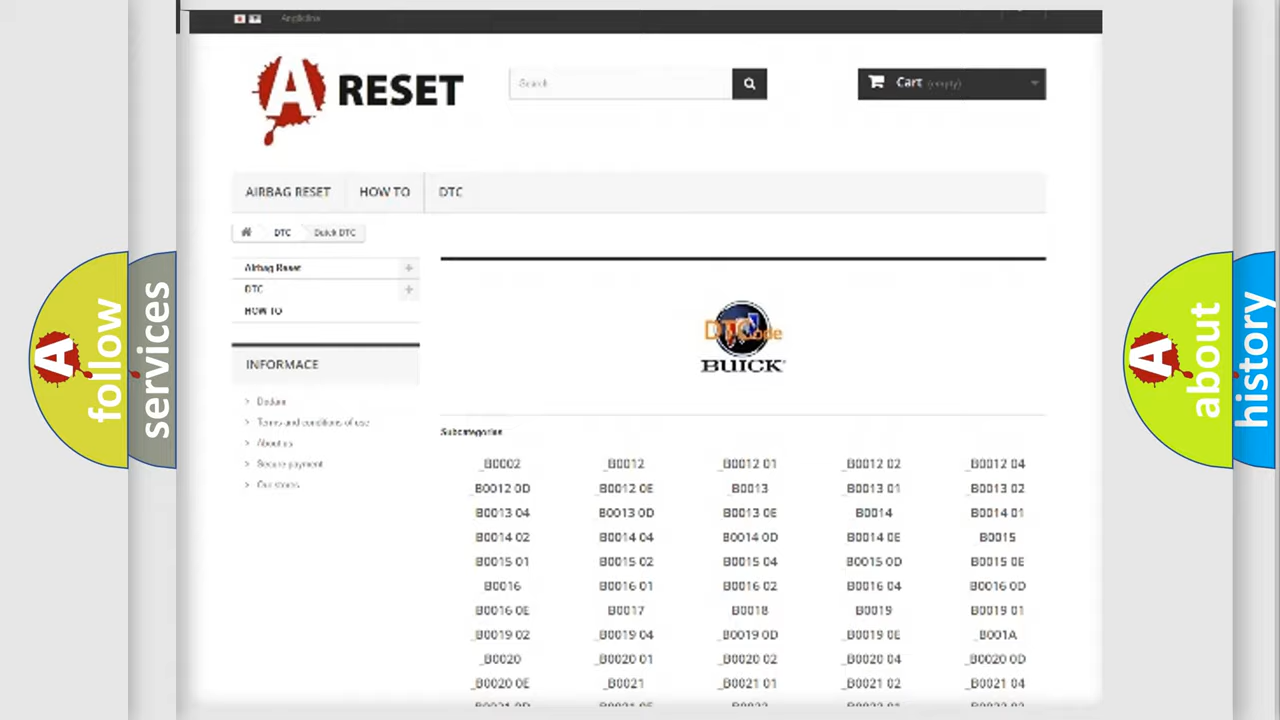 Anglictina
A RESET
Search
Cart (empty)
AIRBAG RESET HOW TO DTC
DTC Buick DTC
Airbag Reset
DTC
HOW TO
INFORMACE
Dodani
Terms and conditions of use
About us
Secure payment
Our stores
DTC Code
BUICK
Subcategories
_B0002 _B0012 _B0012 01 _B0012 02 _B0012 04
_B0012 0D _B0012 0E _B0013 _B0013 01 _B0013 02
_B0013 04 _B0013 0D _B0013 0E _B0014 _B0014 01
_B0014 02 _B0014 04 _B0014 0D _B0014 0E _B0015
_B0015 01 _B0015 02 _B0015 04 _B0015 0D _B0015 0E
_B0016 _B0016 01 _B0016 02 _B0016 04 _B0016 0D
_B0016 0E _B0017 _B0018 _B0019 _B0019 01
_B0019 02 _B0019 04 _B0019 0D _B0019 0E _B001A
_B0020 _B0020 01 _B0020 02 _B0020 04 _B0020 0D
_B0020 0E _B0021 _B0021 01 _B0021 02 _B0021 04
A follow
services
A about
history